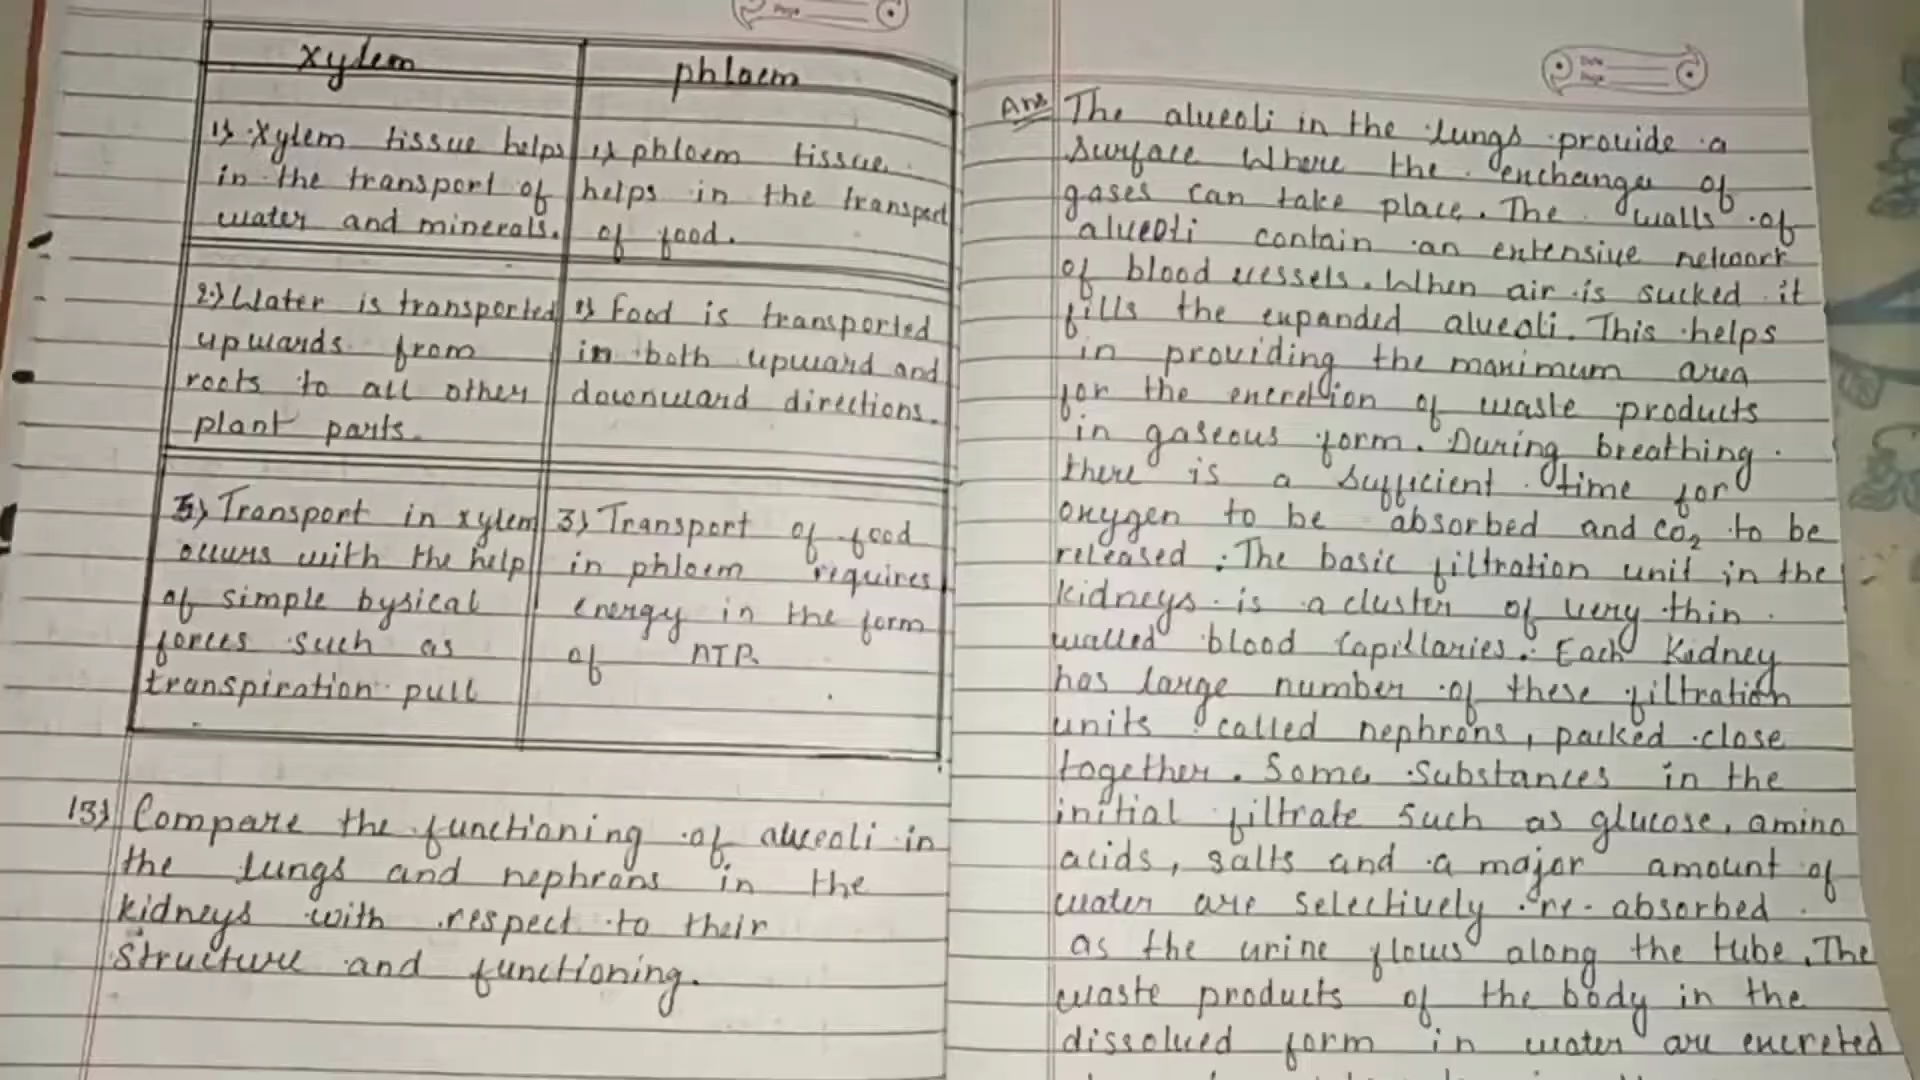 xylem
phloem
1) Xylem tissue helps
in the transport of
water and minerals.
1) phloem tissue
helps in the transpect
of food.
2) Water is transported
upwards from
roots to all other
plant parts.
Food is transported
in both upward and
downward directions.
Transport in xylem
occurs with the help
of simple bysical
forces such as
transpiration pull
3) Transport of food
in phloem requires
energy in the form
of ATP.
13) Compare the functioning of alveoli in
the lungs and nephrons in the
kidneys with respect to their
structure and functioning.
Date
Page
Ans The alveoli in the lungs provide a
surface where the exchange of
gases can take place. The walls of
alveoli contain an extensive network
of blood vessels. When air is sucked it
fills the expanded alveoli. This helps
in providing the maximum area
for the excretion of waste products
in gaseous form. During breathing
there is a sufficient time for
oxygen to be absorbed and CO2 to be
released. The basic filtration unit in the
kidneys is a cluster of very thin
walled blood capillaries. Each kidney
has large number of these filtration
units called nephrons, packed close
together. Some substances in the
initial filtrate such as glucose, amino
acids, salts and a major amount of
water are selectively re-absorbed
as the urine flows along the tube. The
waste products of the body in the
dissolved form in water are excreted